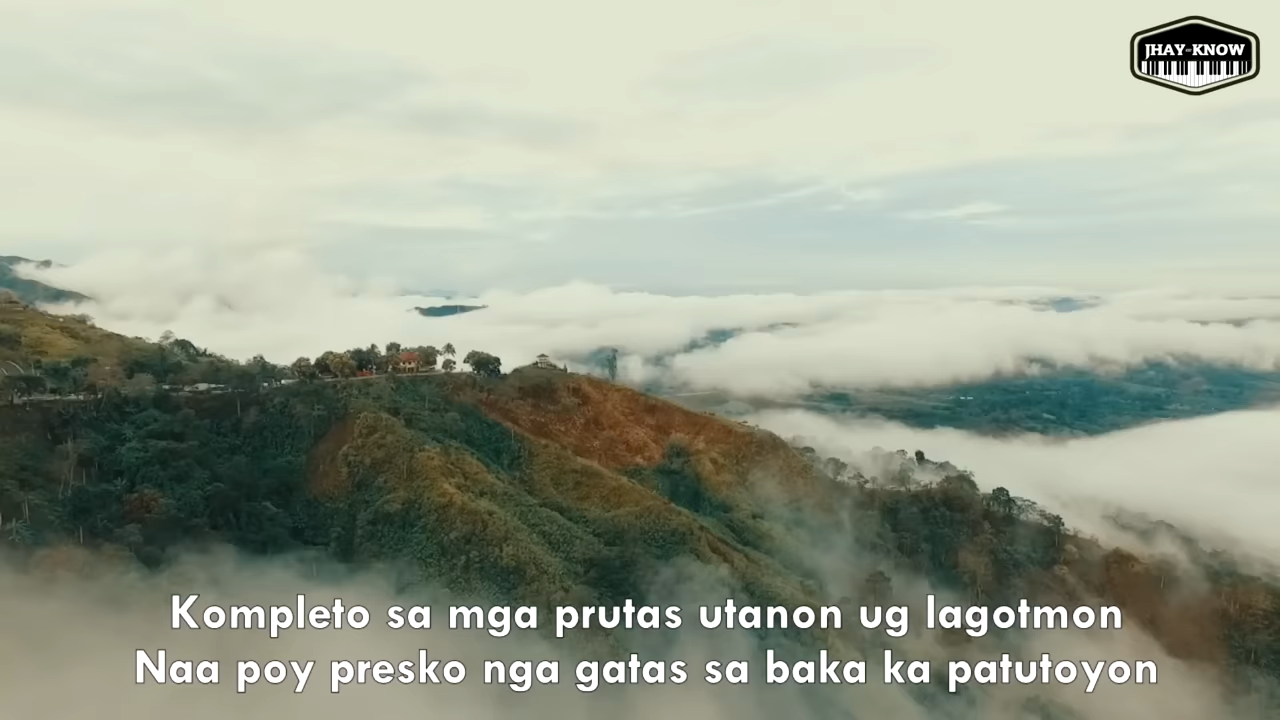 JHAY-KNOW
Kompleto sa mga prutas utanon ug lagotmon
Naa poy presko nga gatas sa baka ka patutoyon